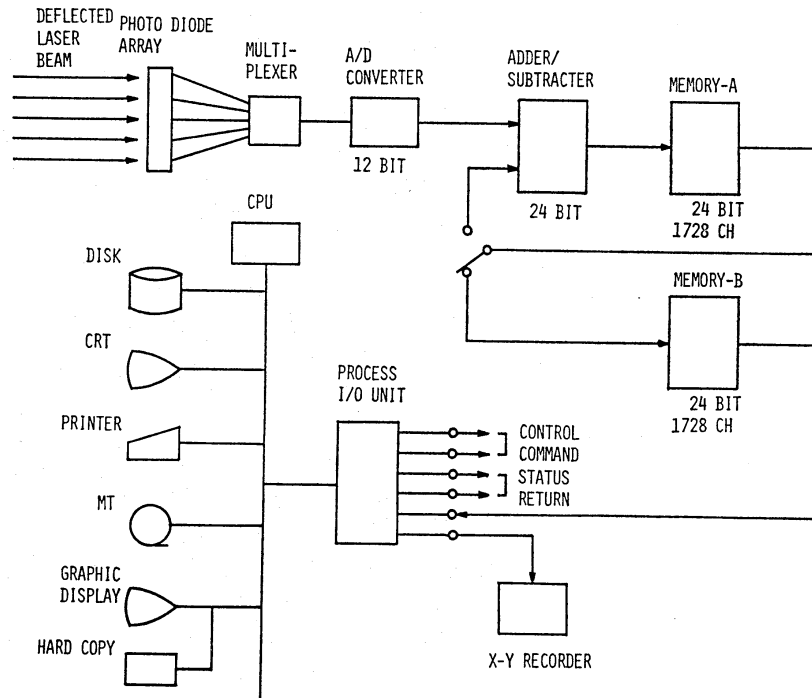 DEFLECTED
LASER
BEAM
PHOTO DIODE
ARRAY
MULTI-
PLEXER
A/D
CONVERTER
12 BIT
ADDER/
SUBTRACTER
24 BIT
MEMORY-A
24 BIT
1728 CH
MEMORY-B
24 BIT
1728 CH
CPU
DISK
CRT
PRINTER
MT
GRAPHIC
DISPLAY
HARD COPY
PROCESS
I/O UNIT
CONTROL
COMMAND
STATUS
RETURN
X-Y RECORDER